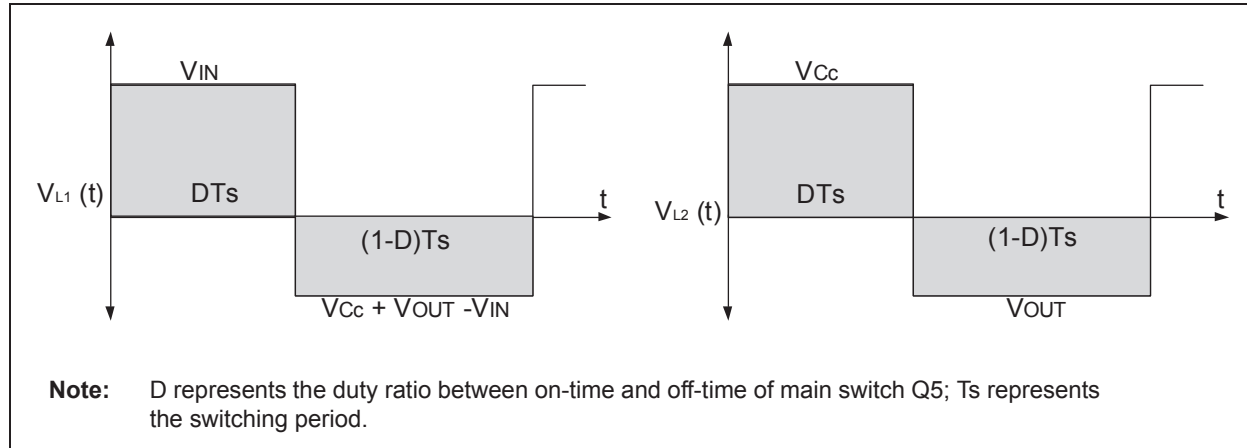 VIN
VL1 (t)
DTs
t
(1-D)Ts
VCc + VOUT -VIN
VCc
VL2 (t)
DTs
t
(1-D)Ts
VOUT
Note: D represents the duty ratio between on-time and off-time of main switch Q5; Ts represents
the switching period.